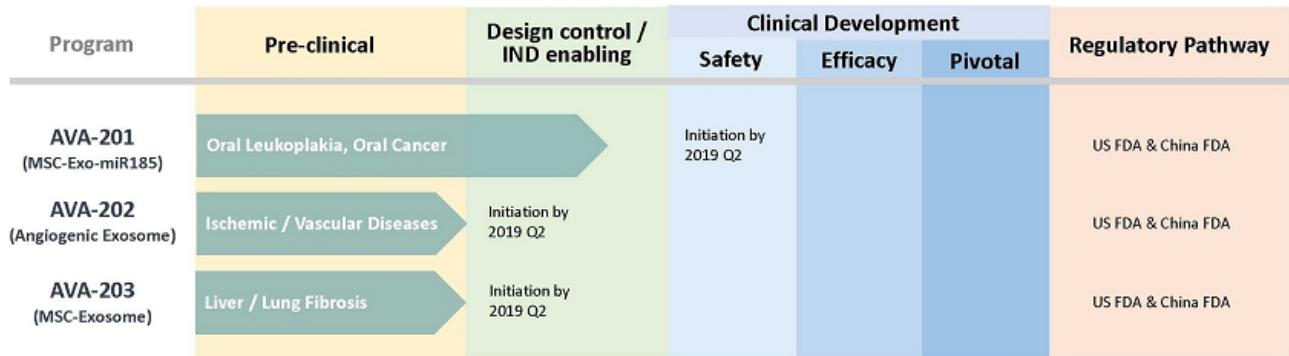 Program
Pre-clinical
Design control /
IND enabling
Clinical Development
Safety
Efficacy
Pivotal
Regulatory Pathway
AVA-201
(MSC-Exo-miR185)
Oral Leukoplakia, Oral Cancer
Initiation by
2019 Q2
US FDA & China FDA
AVA-202
(Angiogenic Exosome)
Ischemic / Vascular Diseases
Initiation by
2019 Q2
US FDA & China FDA
AVA-203
(MSC-Exosome)
Liver / Lung Fibrosis
Initiation by
2019 Q2
US FDA & China FDA